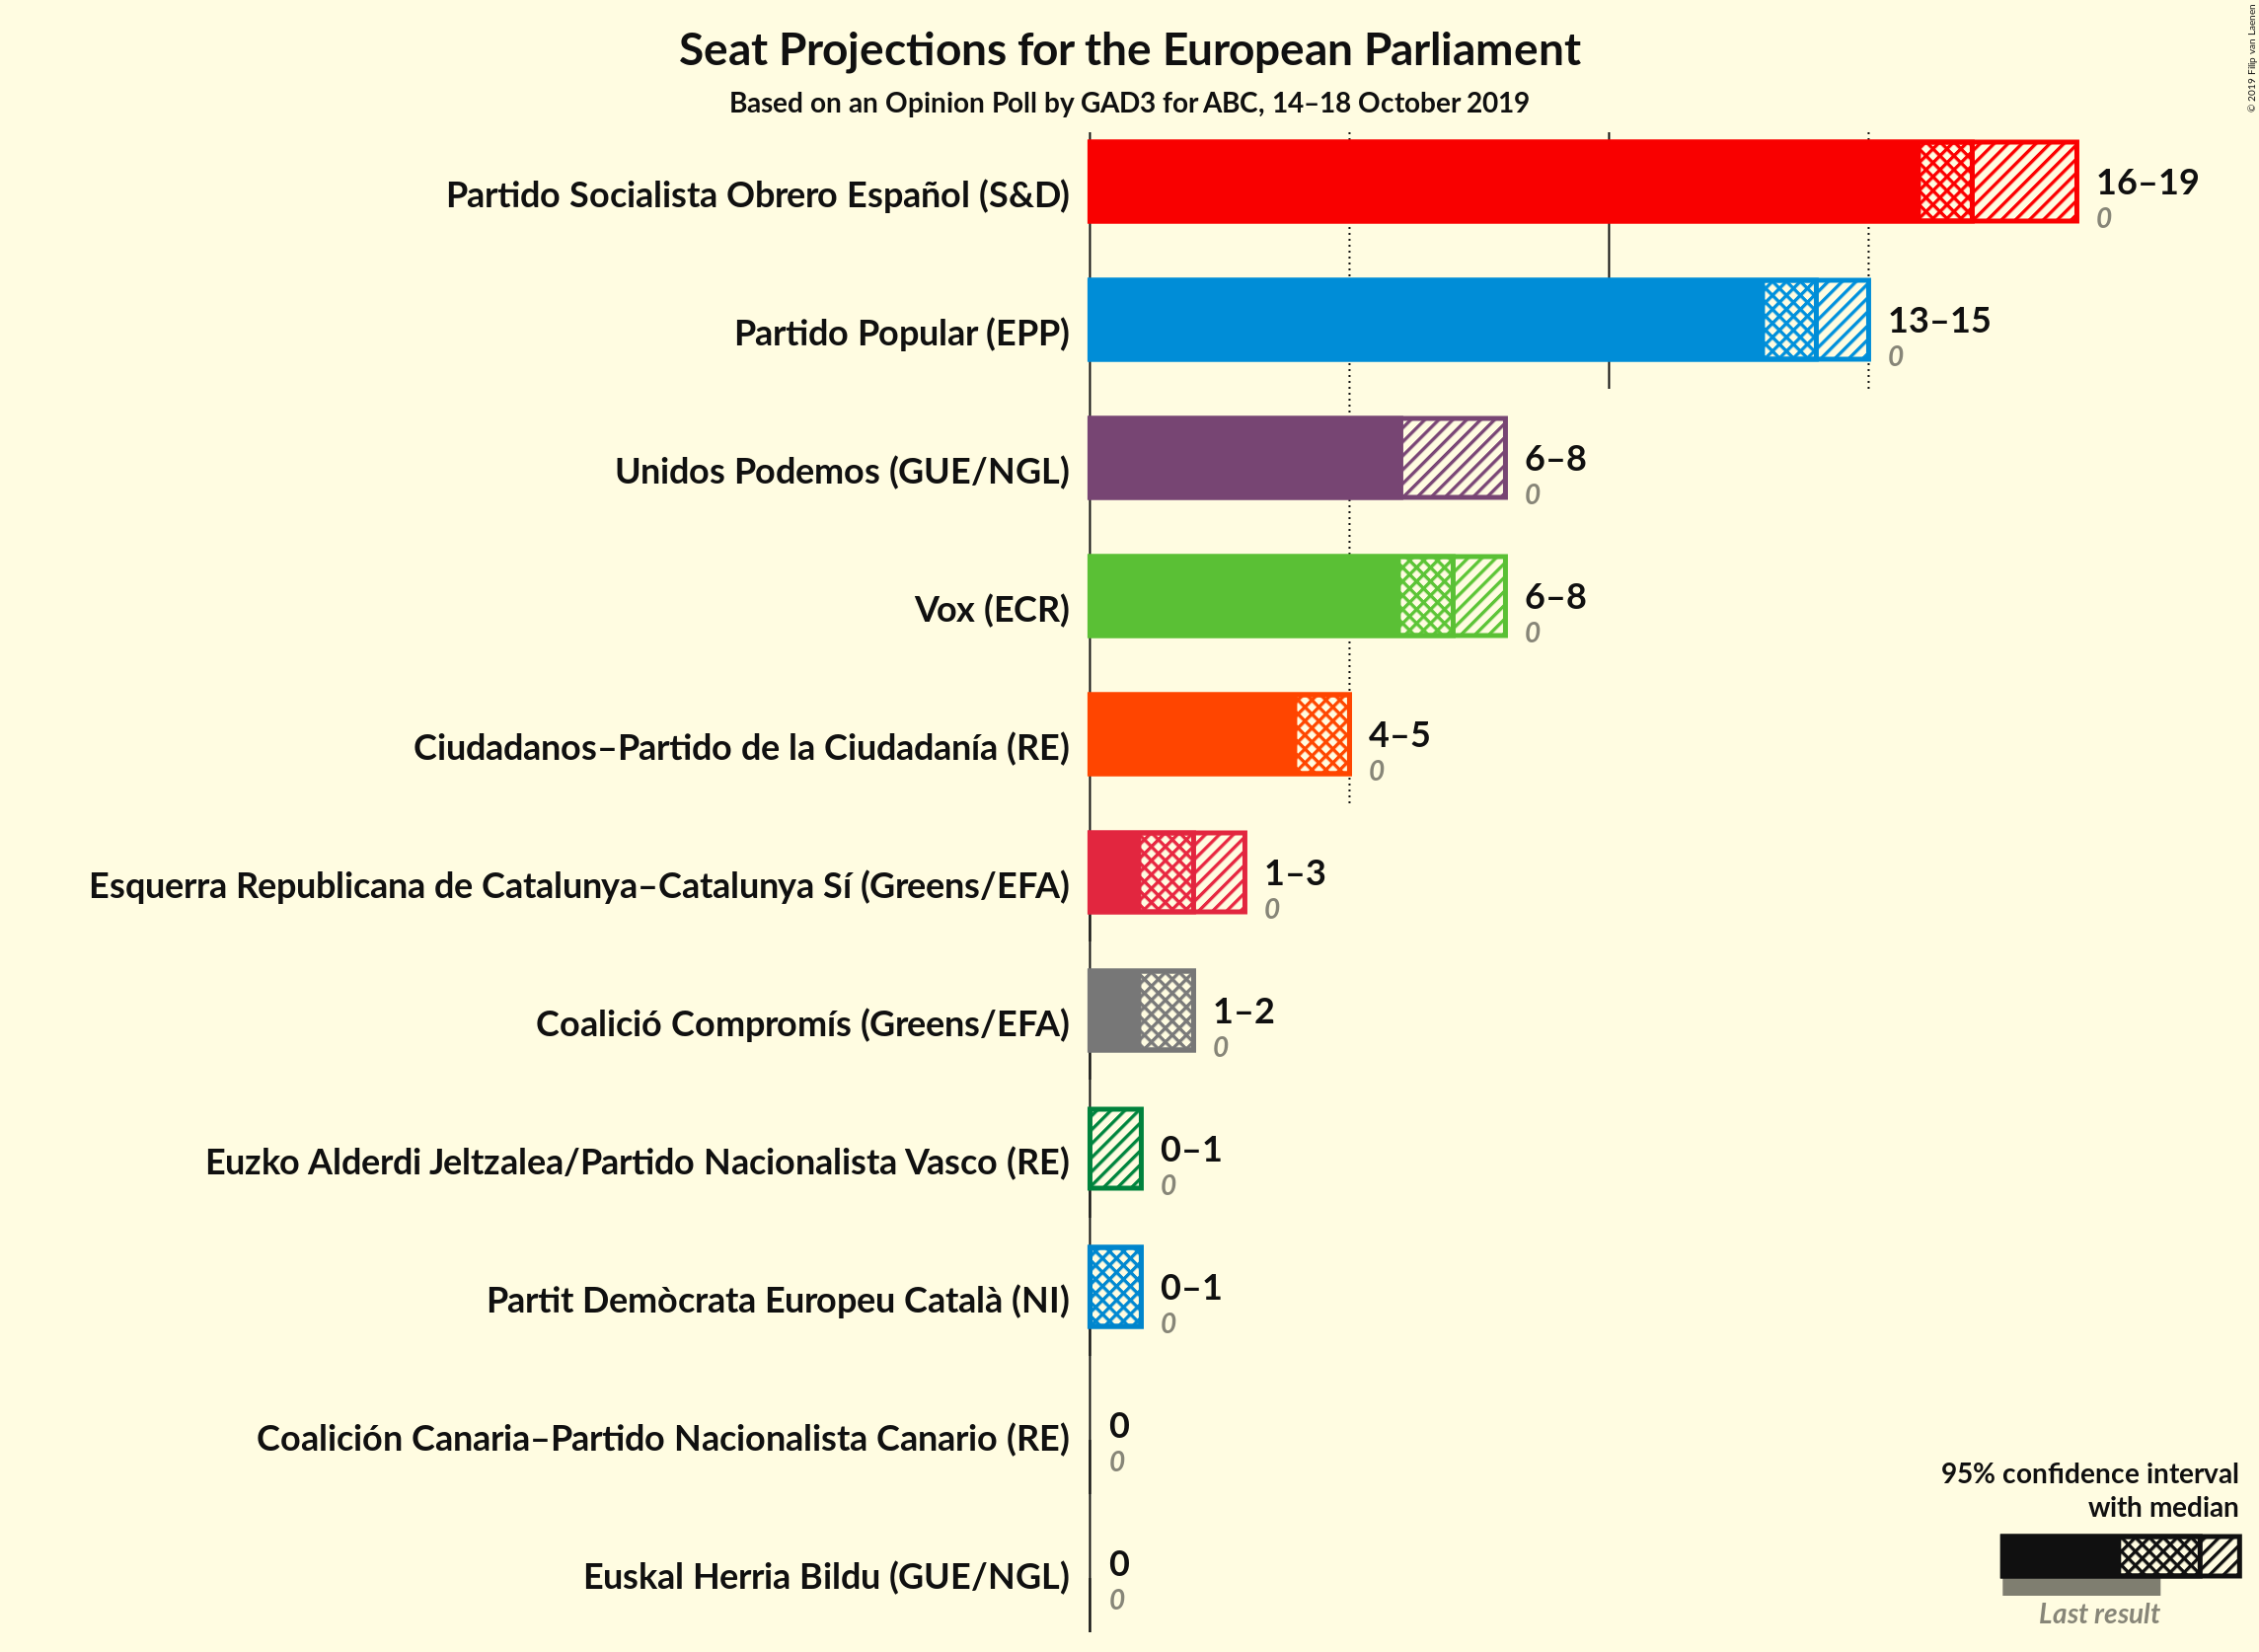 Seat Projections for the European Parliament
Based on an Opinion Poll by GAD3 for ABC, 14–18 October 2019
© 2019 Filip van Laenen
Partido Socialista Obrero Español (S&D)
16–19
0
Partido Popular (EPP)
13–15
0
Unidos Podemos (GUE/NGL)
6–8
0
Vox (ECR)
6–8
0
Ciudadanos–Partido de la Ciudadanía (RE)
4–5
0
Esquerra Republicana de Catalunya–Catalunya Sí (Greens/EFA)
1–3
0
Coalició Compromís (Greens/EFA)
1–2
0
Euzko Alderdi Jeltzalea/Partido Nacionalista Vasco (RE)
0–1
0
Partit Demòcrata Europeu Català (NI)
0–1
0
Coalición Canaria–Partido Nacionalista Canario (RE)
0
0
Euskal Herria Bildu (GUE/NGL)
0
0
95% confidence interval
with median
Last result